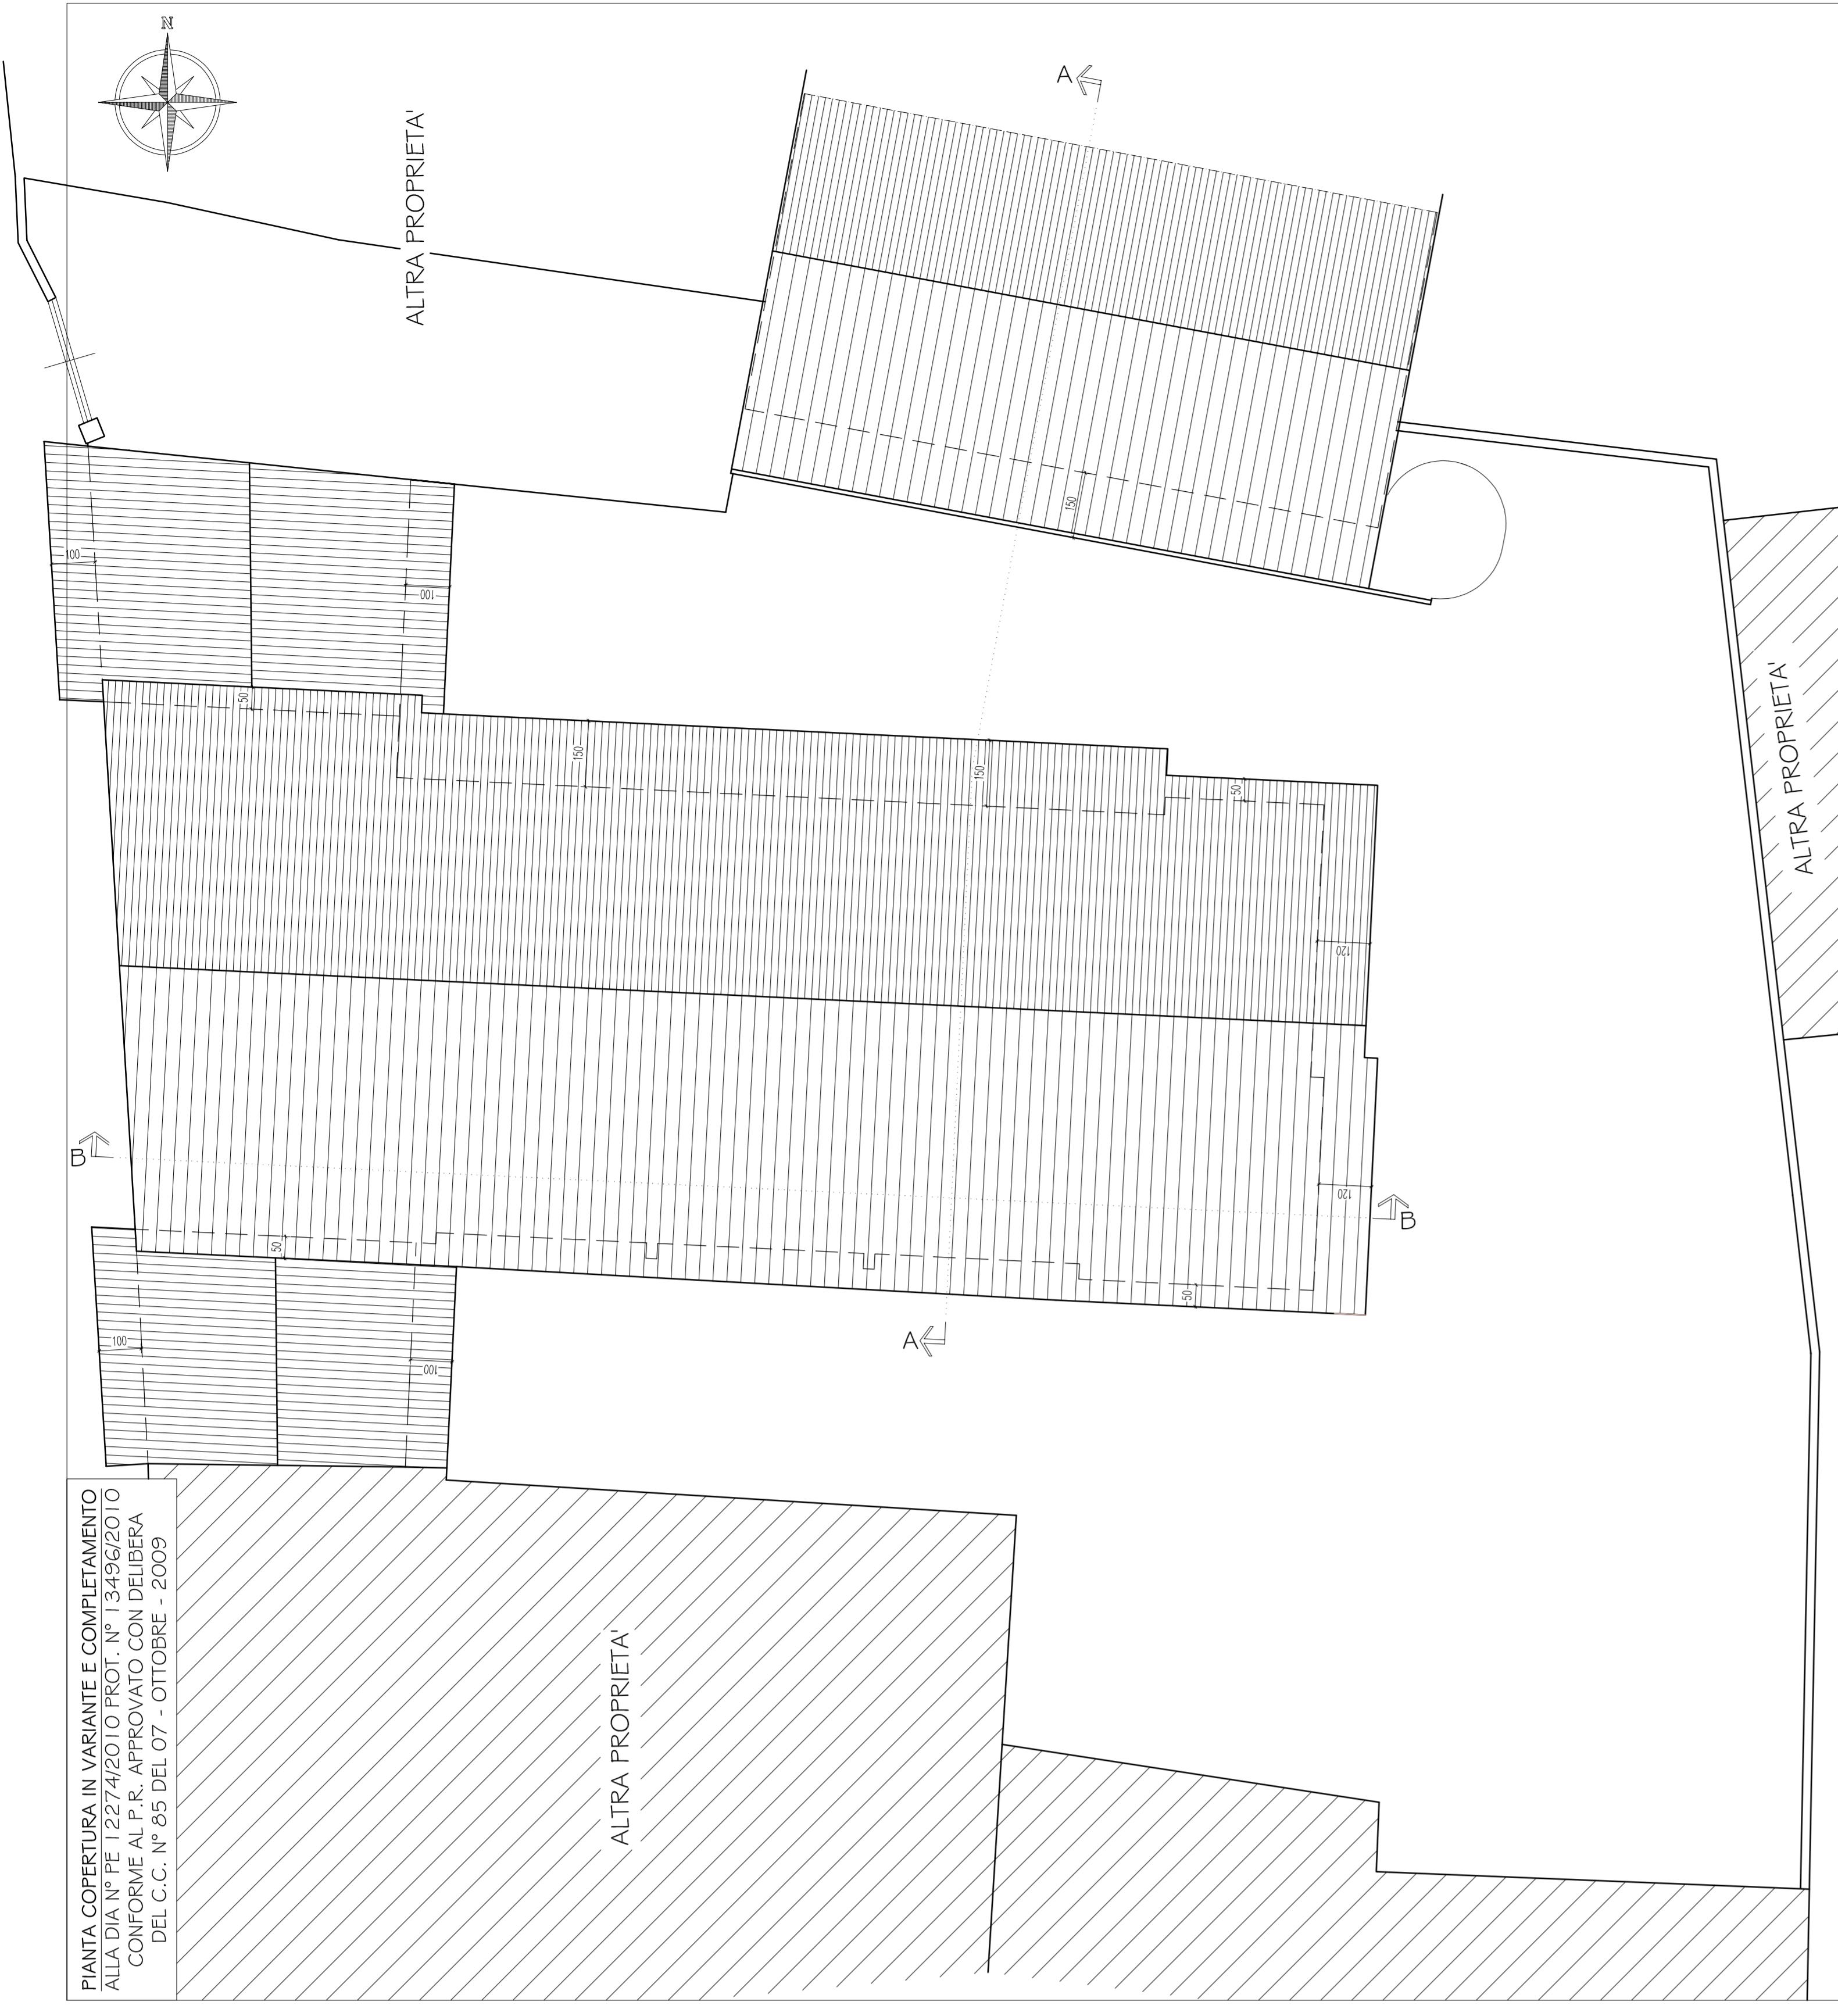 N
ALTRA PROPRIETA'
A
150
100
100
50
150
150
50
ALTRA PROPRIETA'
120
B
120
B
50
50
A
100
100
PIANTA COPERTURA IN VARIANTE E COMPLETAMENTO
ALLA DIA N° PE 12274/2010 PROT. N° 13496/2010
CONFORME AL P.R. APPROVATO CON DELIBERA
DEL C.C. N° 85 DEL 07 - OTTOBRE - 2009
ALTRA PROPRIETA'